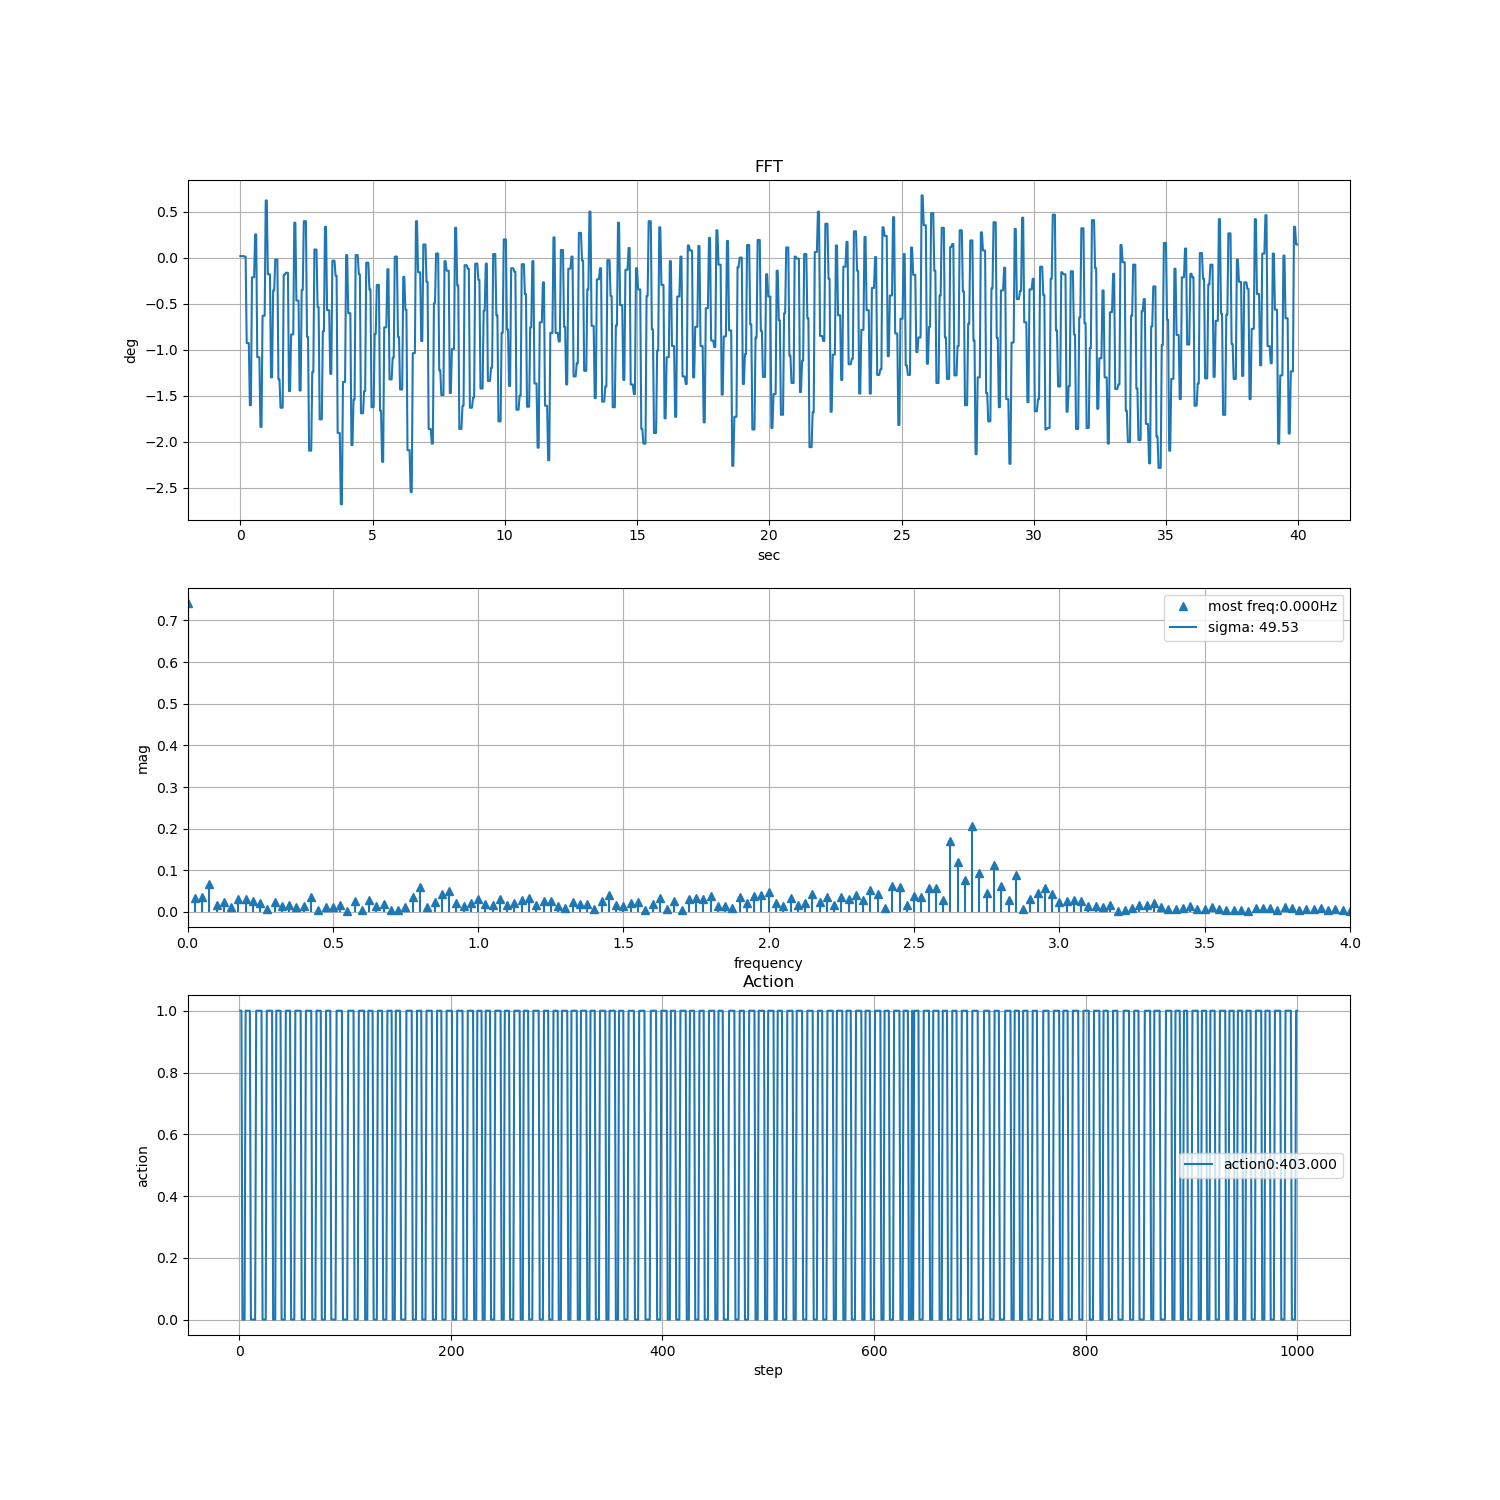 FFT
0.5
0.0
−0.5
−1.0
−1.5
−2.0
−2.5
deg
0 5 10 15 20 25 30 35 40
sec
most freq:0.000Hz
sigma: 49.53
0.7
0.6
0.5
0.4
0.3
0.2
0.1
0.0
mag
0.0 0.5 1.0 1.5 2.0 2.5 3.0 3.5 4.0
frequency
Action
1.0
0.8
0.6
0.4
0.2
0.0
action
action0:403.000
0 200 400 600 800 1000
step